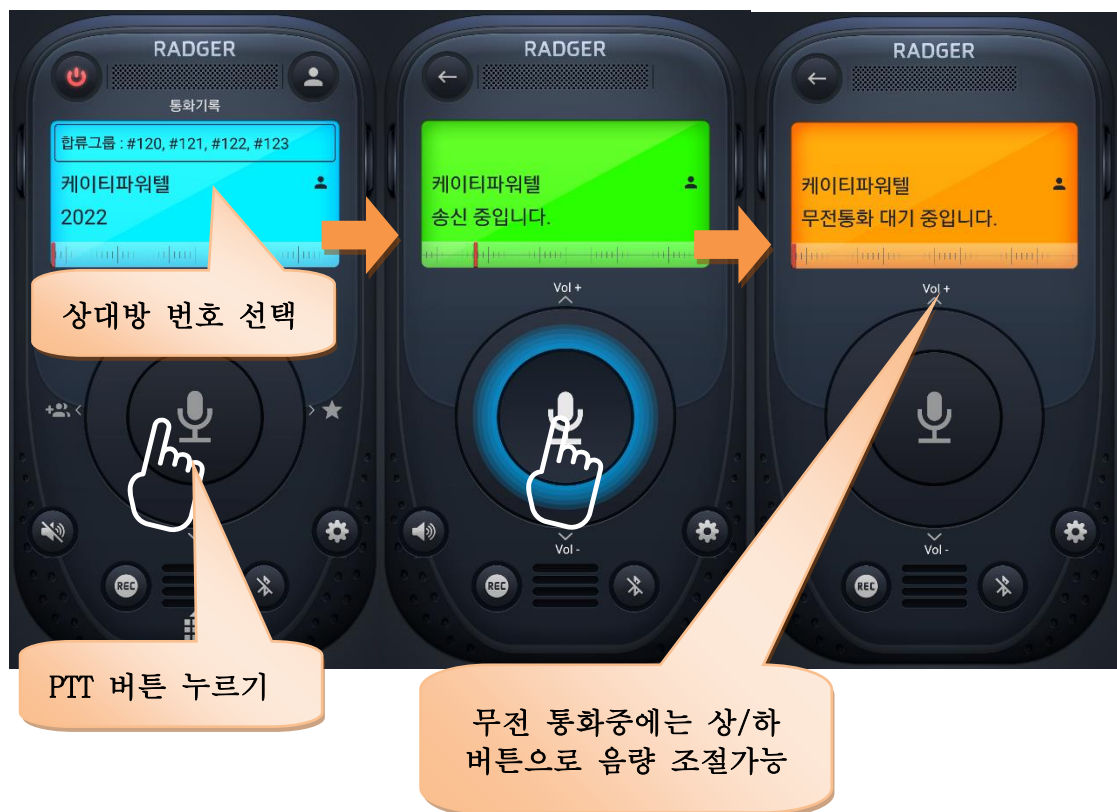 RADGER
통화기록
합류그룹 : #120, #121, #122, #123
케이티파워텔
2022
상대방 번호 선택
REC
PTT 버튼 누르기
RADGER
케이티파워텔
송신 중입니다.
Vol +
Vol -
REC
RADGER
케이티파워텔
무전통화 대기 중입니다.
Vol +
Vol -
REC
무전 통화중에는 상/하
버튼으로 음량 조절가능